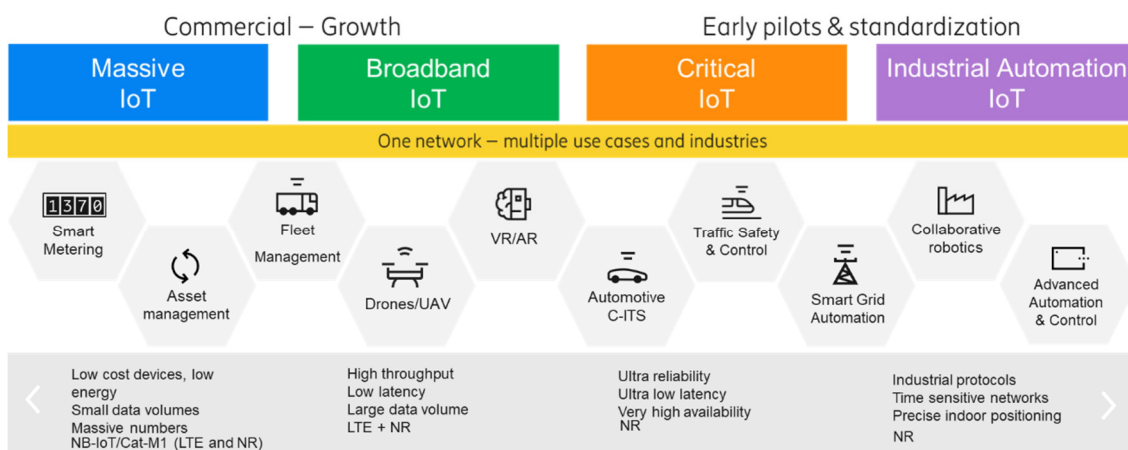 Commercial – Growth
Early pilots & standardization
Massive
IoT
Broadband
IoT
Critical
IoT
Industrial Automation
IoT
One network – multiple use cases and industries
1370
Smart
Metering
Asset
management
Fleet
Management
Drones/UAV
VR/AR
Automotive
C-ITS
Traffic Safety
& Control
Smart Grid
Automation
Collaborative
robotics
Advanced
Automation
& Control
Low cost devices, low
energy
Small data volumes
Massive numbers
NB-IoT/Cat-M1 (LTE and NR)
High throughput
Low latency
Large data volume
LTE + NR
Ultra reliability
Ultra low latency
Very high availability
NR
Industrial protocols
Time sensitive networks
Precise indoor positioning
NR